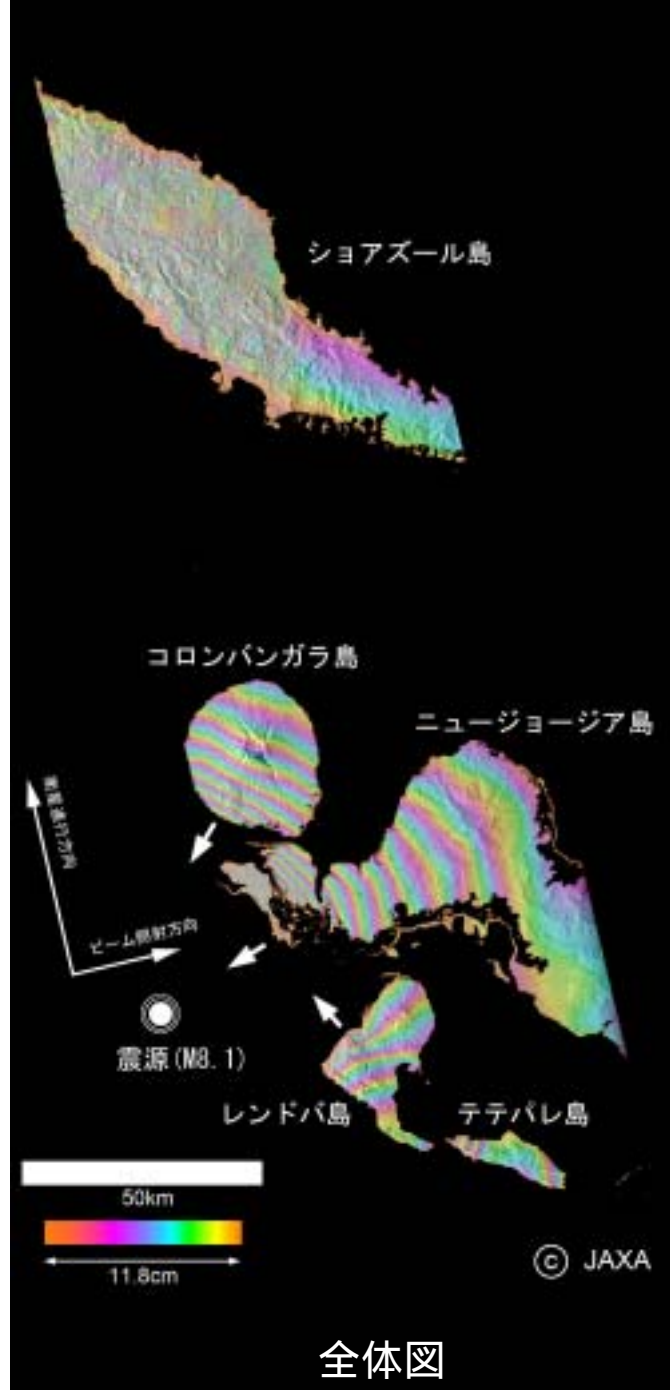 ショアズール島
コロンバンガラ島
ニュージョージア島
衛星進行方向
ビーム照射方向
震源(M8.1)
レンドバ島
テテパレ島
50km
11.8cm
© JAXA
全体図